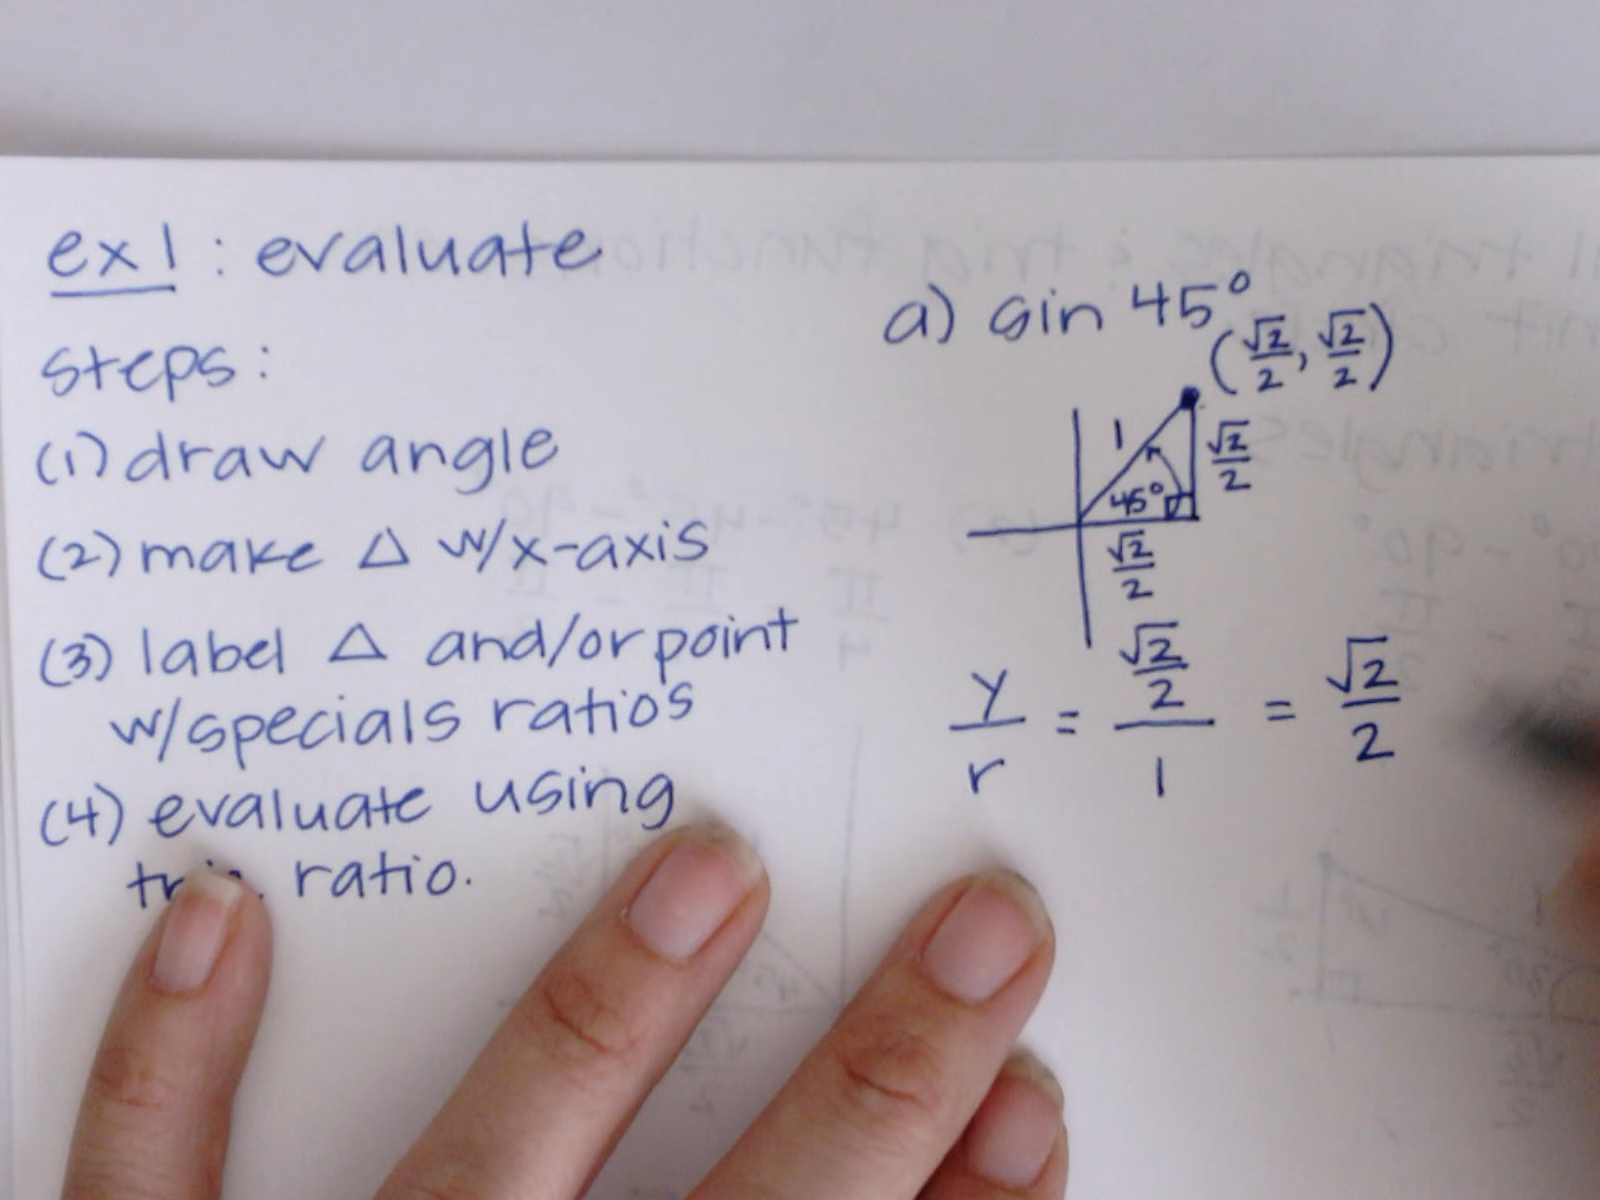 ex1: evaluate
steps:
(1) draw angle
(2) make △ w/x-axis
(3) label △ and/or point
w/specials ratios
(4) evaluate using
ratio.
a) sin 45°
(√2/2, √2/2)
1
√2/2
45°
√2/2
y/r = (√2/2)/1 = √2/2